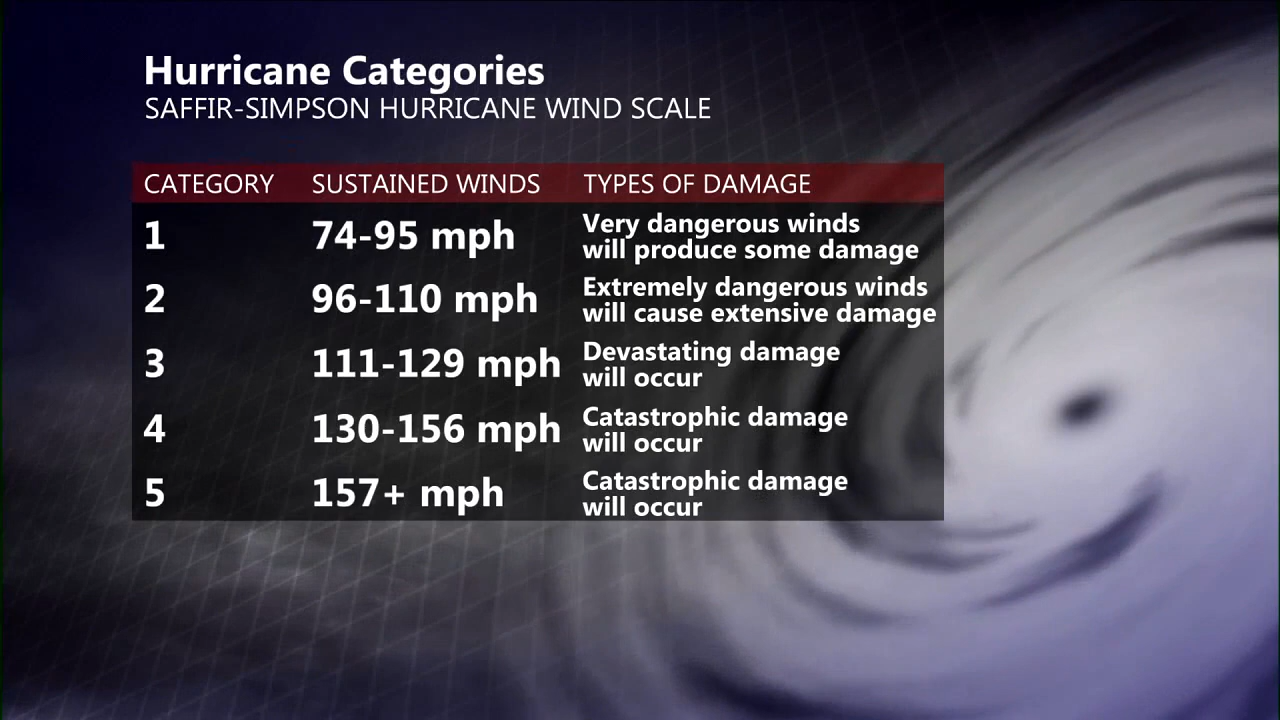 Hurricane Categories
SAFFIR-SIMPSON HURRICANE WIND SCALE
CATEGORY SUSTAINED WINDS TYPES OF DAMAGE
1 74-95 mph Very dangerous winds
will produce some damage
2 96-110 mph Extremely dangerous winds
will cause extensive damage
3 111-129 mph Devastating damage
will occur
4 130-156 mph Catastrophic damage
will occur
5 157+ mph Catastrophic damage
will occur